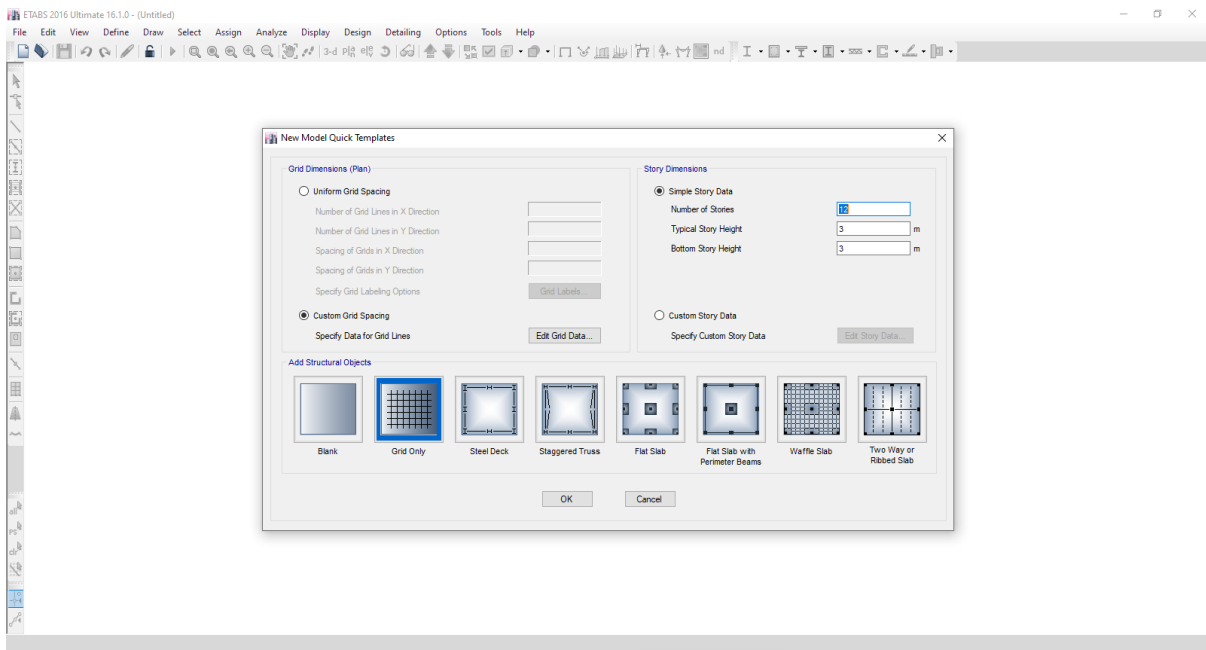 ETABS 2016 Ultimate 16.1.0 - (Untitled)
File Edit View Define Draw Select Assign Analyze Display Design Detailing Options Tools Help
3-d
nd
New Model Quick Templates
Grid Dimensions (Plan)
Uniform Grid Spacing
Number of Grid Lines in X Direction
Number of Grid Lines in Y Direction
Spacing of Grids in X Direction
Spacing of Grids in Y Direction
Specify Grid Labeling Options
Grid Labels...
Custom Grid Spacing
Specify Data for Grid Lines
Edit Grid Data...
Story Dimensions
Simple Story Data
Number of Stories
12
Typical Story Height
3
m
Bottom Story Height
3
m
Custom Story Data
Specify Custom Story Data
Edit Story Data...
Add Structural Objects
Blank
Grid Only
Steel Deck
Staggered Truss
Flat Slab
Flat Slab with
Perimeter Beams
Waffle Slab
Two Way or
Ribbed Slab
OK
Cancel
all
ps
clr